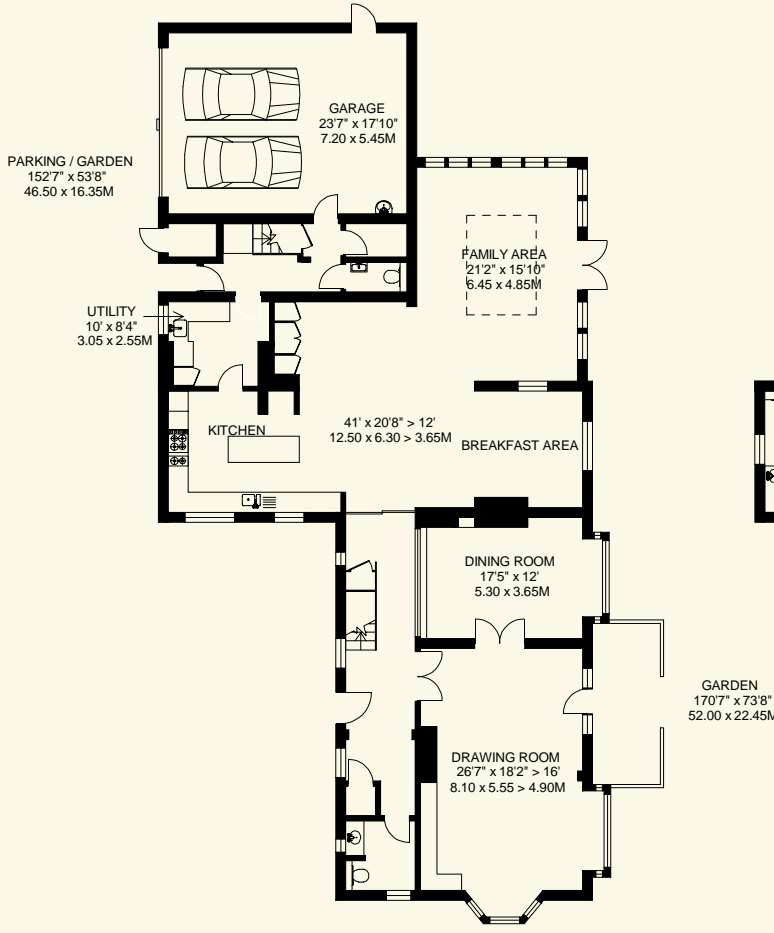 GARAGE
23'7" x 17'10"
7.20 x 5.45M
PARKING / GARDEN
152'7" x 53'8"
46.50 x 16.35M
FAMILY AREA
21'2" x 15'10"
6.45 x 4.85M
UTILITY
10' x 8'4"
3.05 x 2.55M
KITCHEN
41' x 20'8" > 12'
12.50 x 6.30 > 3.65M
BREAKFAST AREA
DINING ROOM
17'5" x 12'
5.30 x 3.65M
GARDEN
170'7" x 73'8"
52.00 x 22.45M
DRAWING ROOM
26'7" x 18'2" > 16'
8.10 x 5.55 > 4.90M